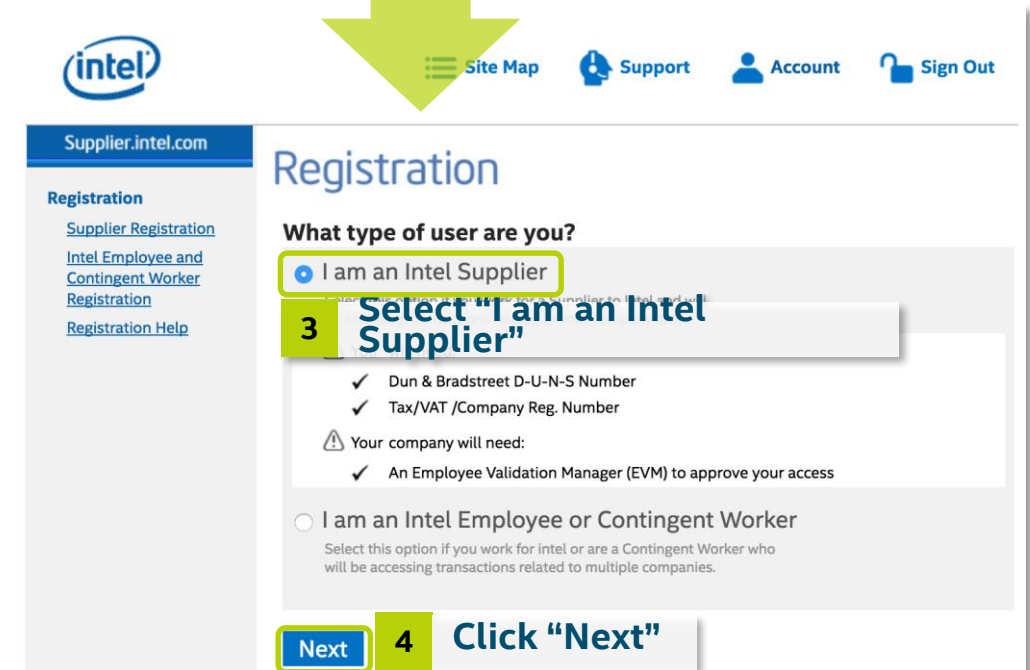 intel
Site Map
Support
Account
Sign Out
Supplier.intel.com
Registration
Supplier Registration
Intel Employee and
Contingent Worker
Registration
Registration Help
Registration
What type of user are you?
I am an Intel Supplier
3
Select “I am an Intel
Supplier”
Dun & Bradstreet D-U-N-S Number
Tax/VAT /Company Reg. Number
Your company will need:
An Employee Validation Manager (EVM) to approve your access
I am an Intel Employee or Contingent Worker
Select this option if you work for intel or are a Contingent Worker who
will be accessing transactions related to multiple companies.
Next
4
Click “Next”